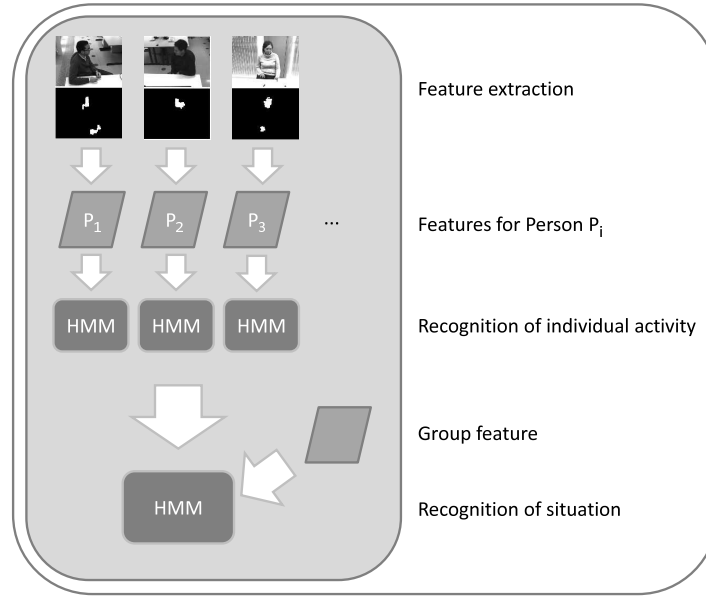 Feature extraction
P1 P2 P3 ...
Features for Person Pi
HMM HMM HMM
Recognition of individual activity
Group feature
HMM
Recognition of situation